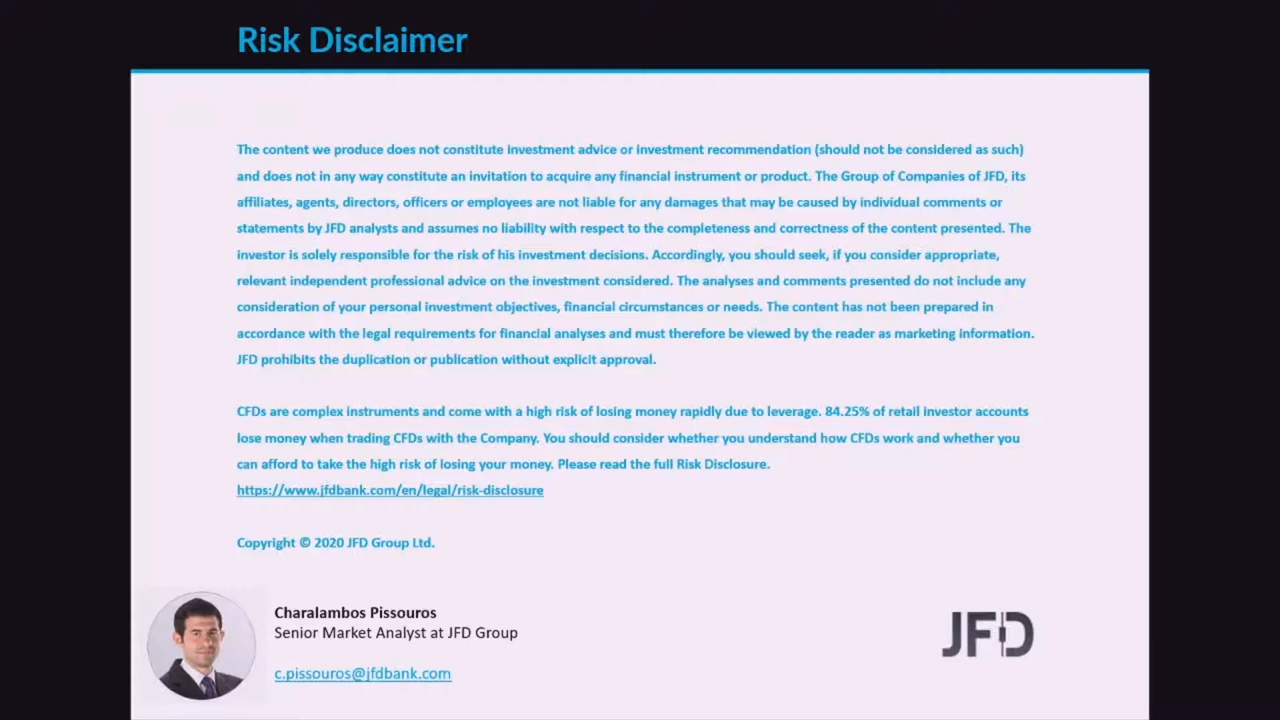 Risk Disclaimer
The content we produce does not constitute investment advice or investment recommendation (should not be considered as such)
and does not in any way constitute an invitation to acquire any financial instrument or product. The Group of Companies of JFD, its
affiliates, agents, directors, officers or employees are not liable for any damages that may be caused by individual comments or
statements by JFD analysts and assumes no liability with respect to the completeness and correctness of the content presented. The
investor is solely responsible for the risk of his investment decisions. Accordingly, you should seek, if you consider appropriate,
relevant independent professional advice on the investment considered. The analyses and comments presented do not include any
consideration of your personal investment objectives, financial circumstances or needs. The content has not been prepared in
accordance with the legal requirements for financial analyses and must therefore be viewed by the reader as marketing information.
JFD prohibits the duplication or publication without explicit approval.
CFDs are complex instruments and come with a high risk of losing money rapidly due to leverage. 84.25% of retail investor accounts
lose money when trading CFDs with the Company. You should consider whether you understand how CFDs work and whether you
can afford to take the high risk of losing your money. Please read the full Risk Disclosure.
https://www.jfdbank.com/en/legal/risk-disclosure
Copyright © 2020 JFD Group Ltd.
Charalambos Pissouros
Senior Market Analyst at JFD Group
c.pissouros@jfdbank.com
JFD